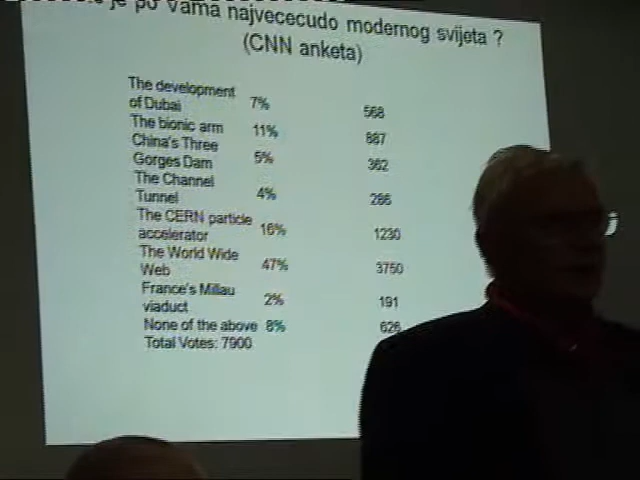 je po Vama najvececudo modernog svijeta ?
(CNN anketa)
The development
of Dubai 7% 568
The bionic arm 11% 887
China's Three
Gorges Dam 5% 362
The Channel
Tunnel 4% 286
The CERN particle
accelerator 16% 1230
The World Wide
Web 47% 3750
France's Millau
viaduct 2% 191
None of the above 8% 626
Total Votes: 7900